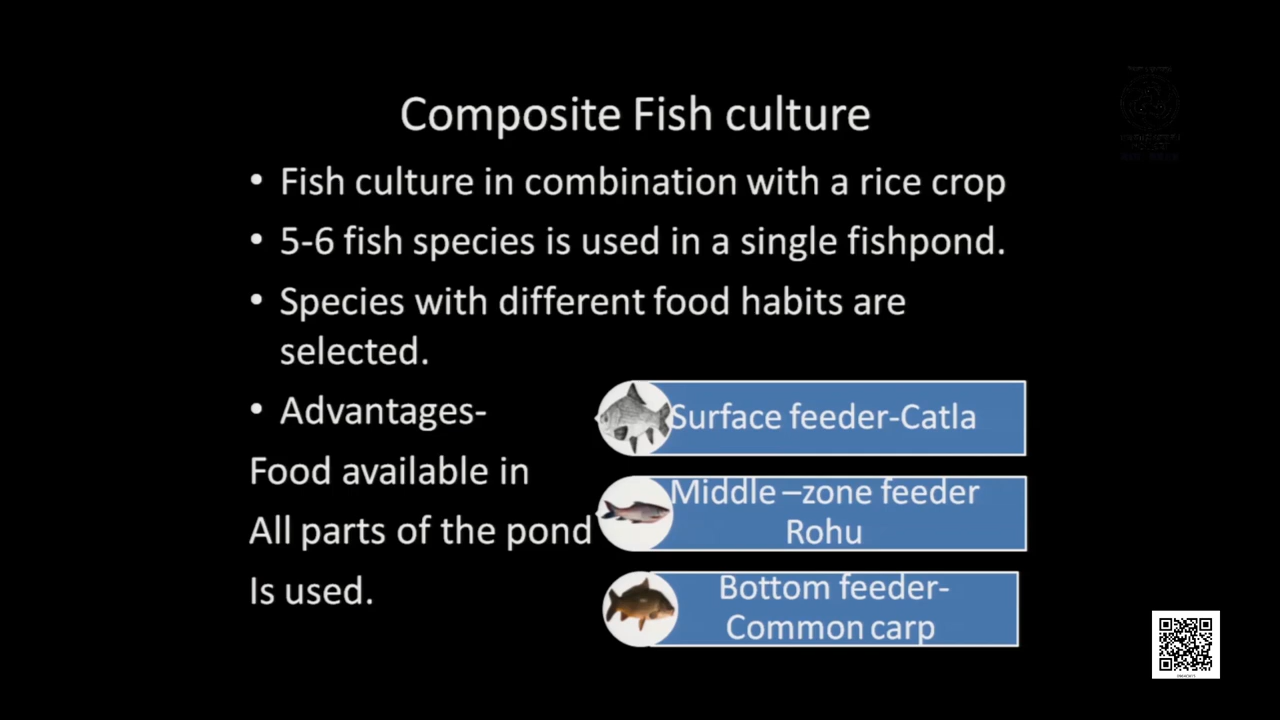 Composite Fish culture
• Fish culture in combination with a rice crop
• 5-6 fish species is used in a single fishpond.
• Species with different food habits are
selected.
• Advantages-
Food available in
All parts of the pond
Is used.
Surface feeder-Catla
Middle –zone feeder
Rohu
Bottom feeder-
Common carp